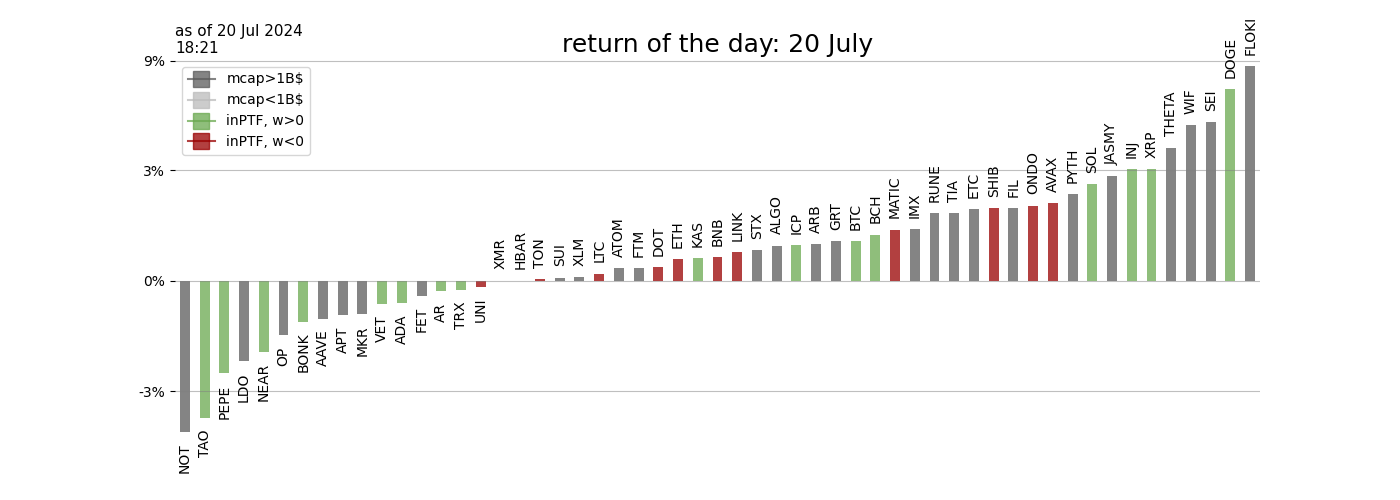 as of 20 Jul 2024
18:21
return of the day: 20 July
9%
3%
0%
-3%
mcap>1B$
mcap<1B$
inPTF, w>0
inPTF, w<0
NOT
TAO
PEPE
LDO
NEAR
OP
BONK
AAVE
APT
MKR
VET
ADA
FET
AR
TRX
UNI
XMR
HBAR
TON
SUI
XLM
LTC
ATOM
FTM
DOT
ETH
KAS
BNB
LINK
STX
ALGO
ICP
ARB
GRT
BTC
BCH
MATIC
IMX
RUNE
TIA
ETC
SHIB
FIL
ONDO
AVAX
PYTH
SOL
JASMY
INJ
XRP
THETA
WIF
SEI
DOGE
FLOKI